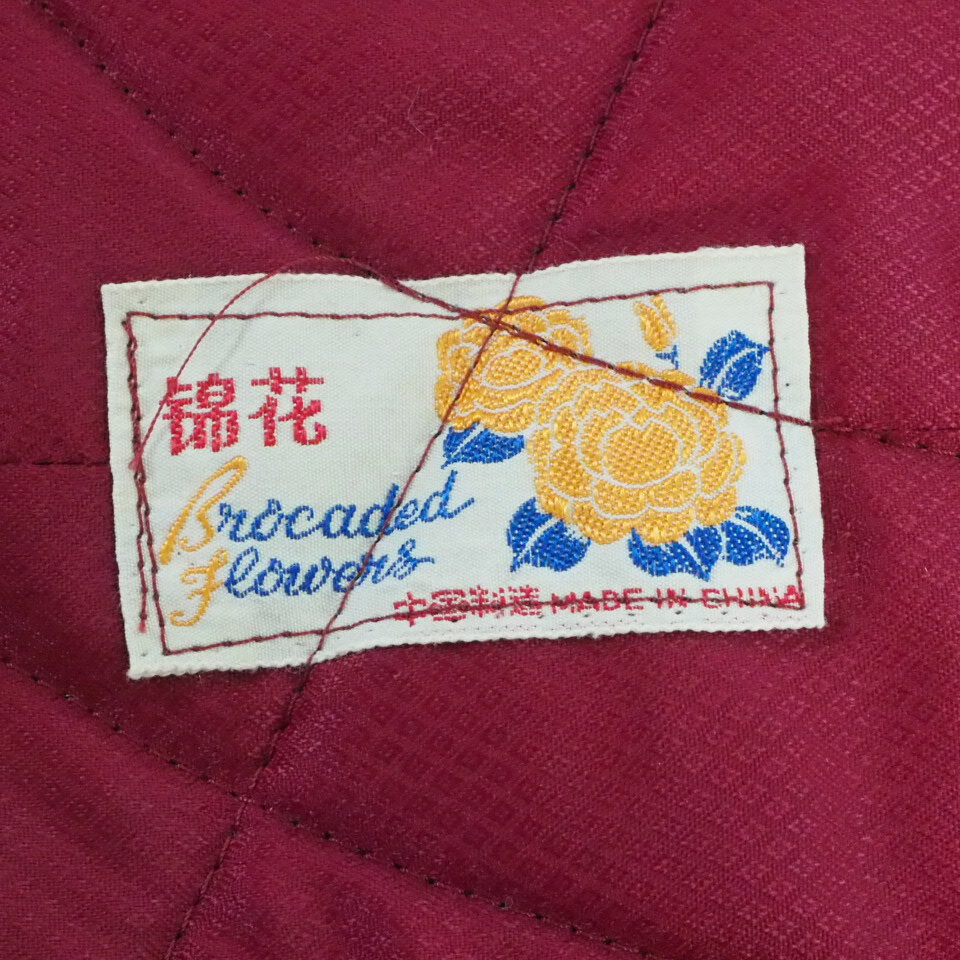 锦花
Brocaded
Flowers
中国制造 MADE IN CHINA